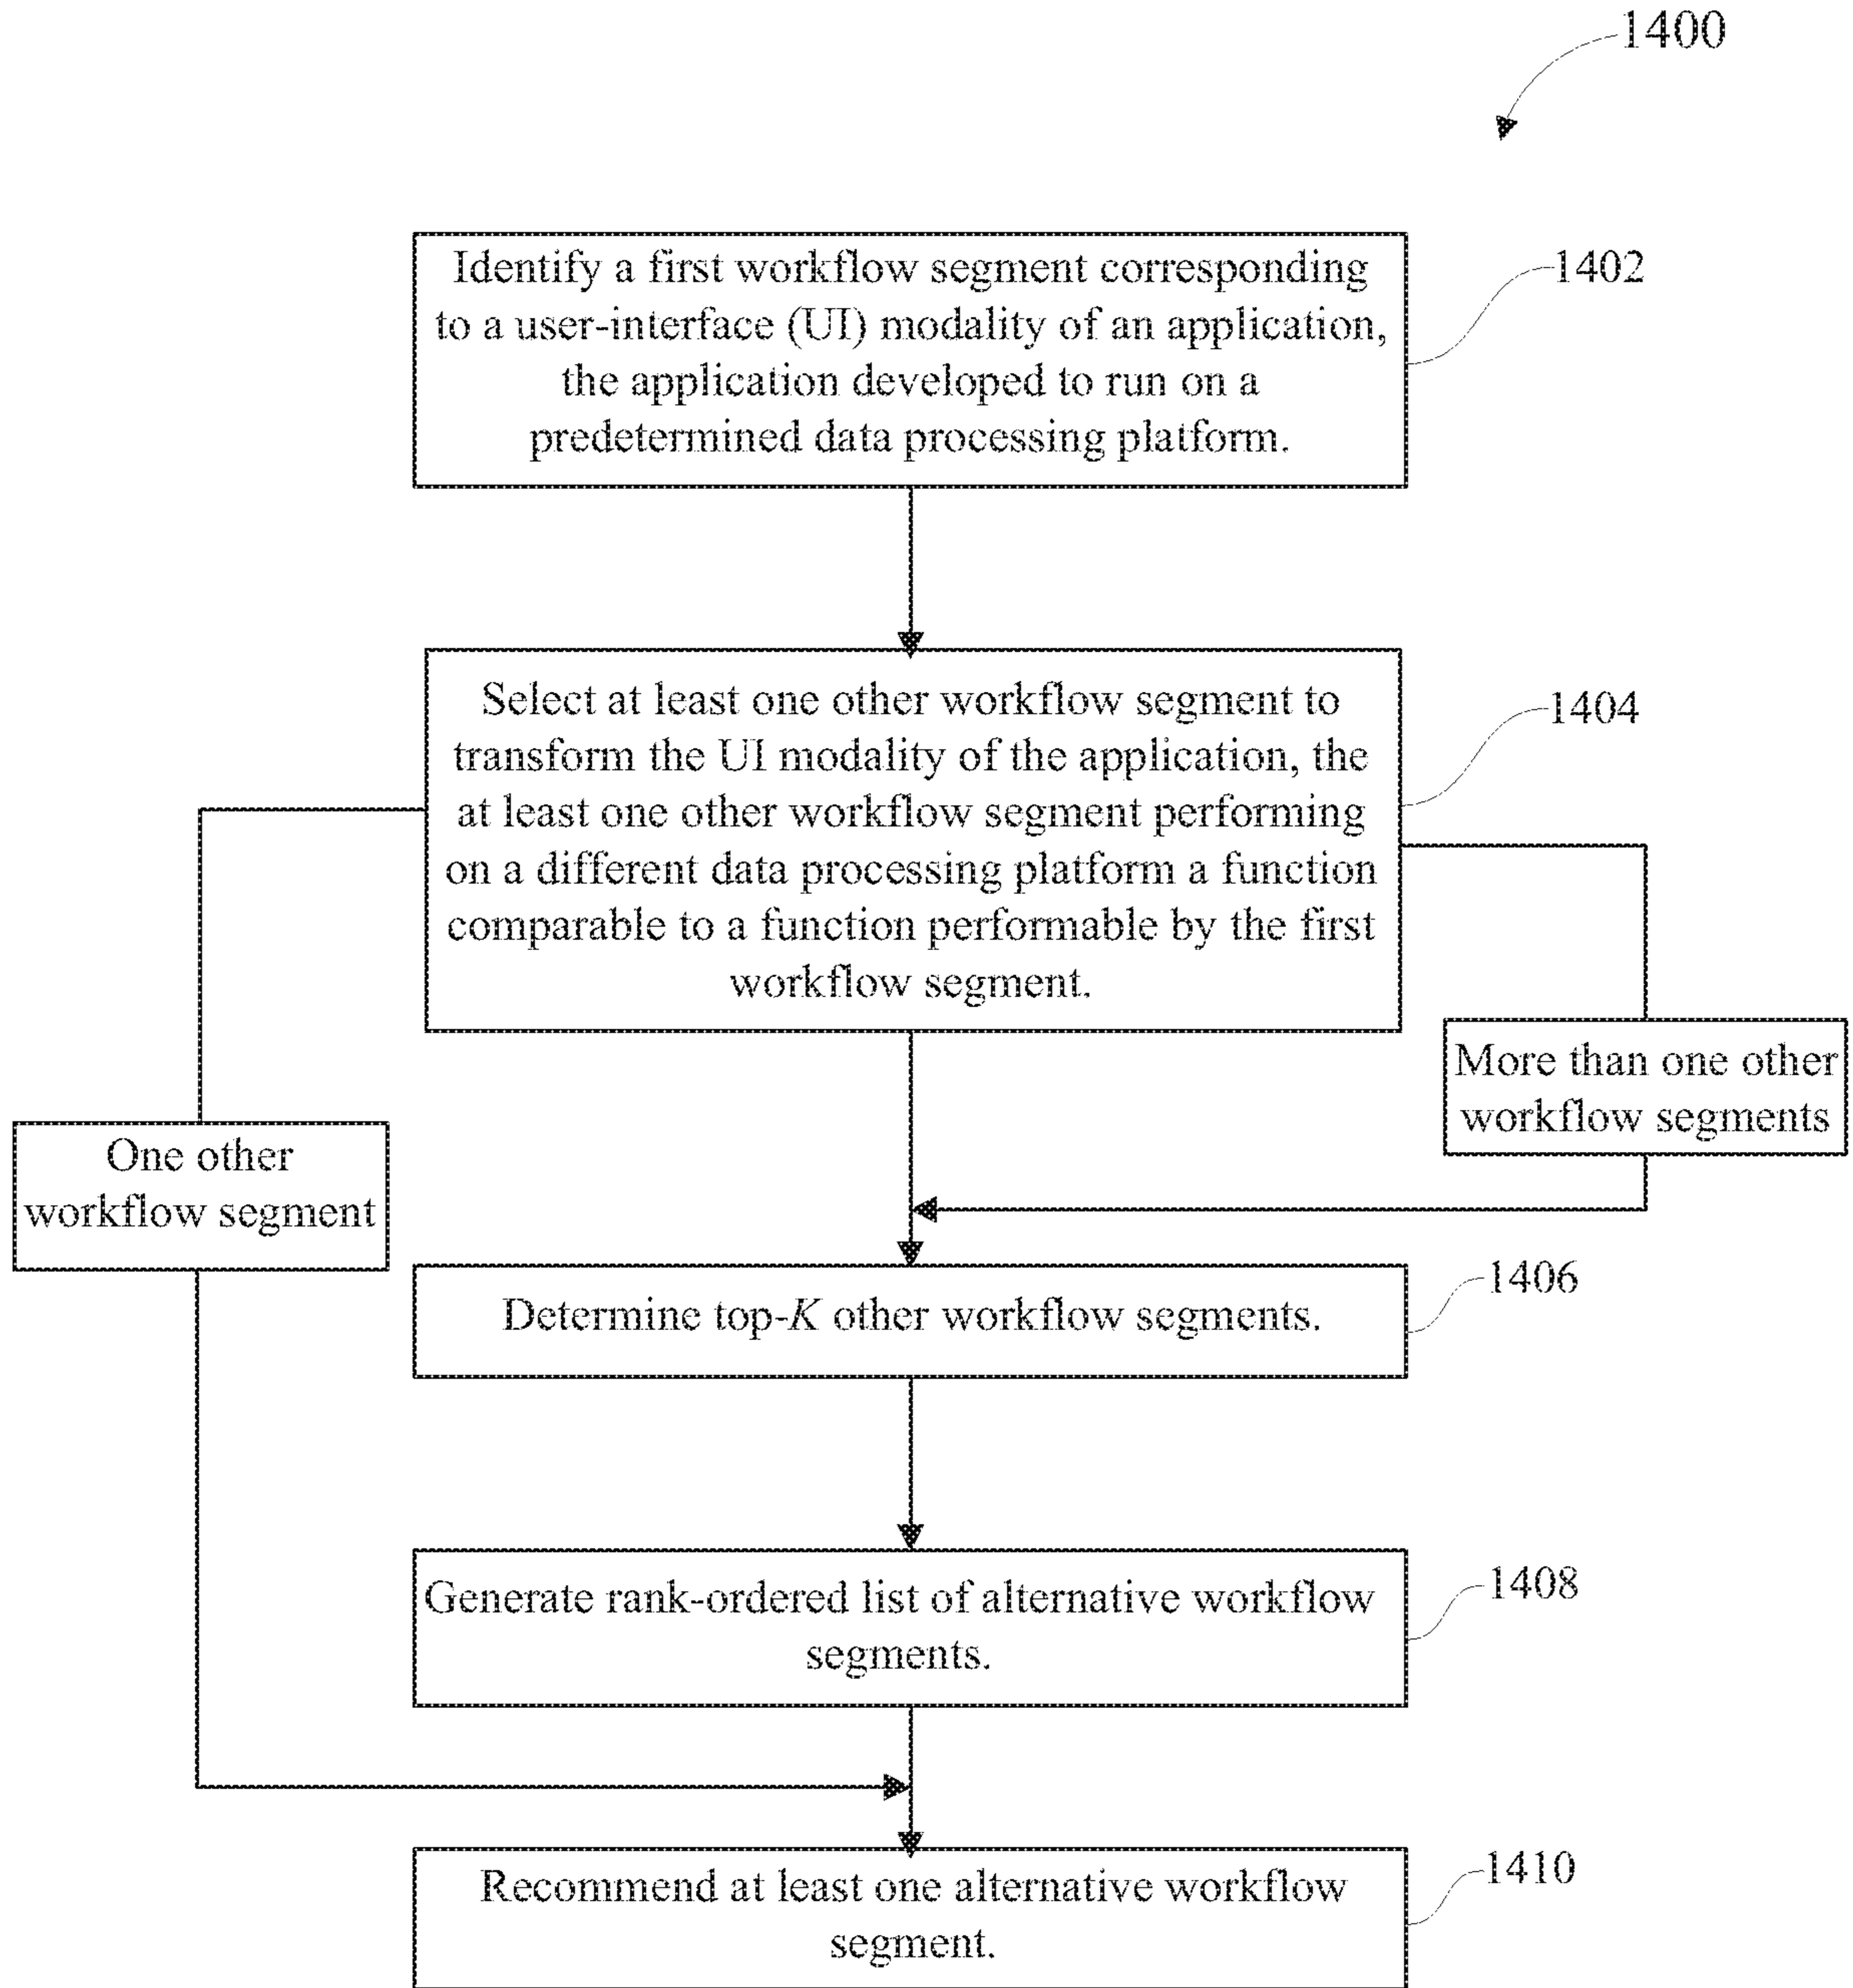 1400
Identify a first workflow segment corresponding
to a user-interface (UI) modality of an application,
the application developed to run on a
predetermined data processing platform.
1402
Select at least one other workflow segment to
transform the UI modality of the application, the
at least one other workflow segment performing
on a different data processing platform a function
comparable to a function performable by the first
workflow segment.
1404
More than one other
workflow segments
One other
workflow segment
Determine top-K other workflow segments.
1406
Generate rank-ordered list of alternative workflow
segments.
1408
Recommend at least one alternative workflow
segment.
1410